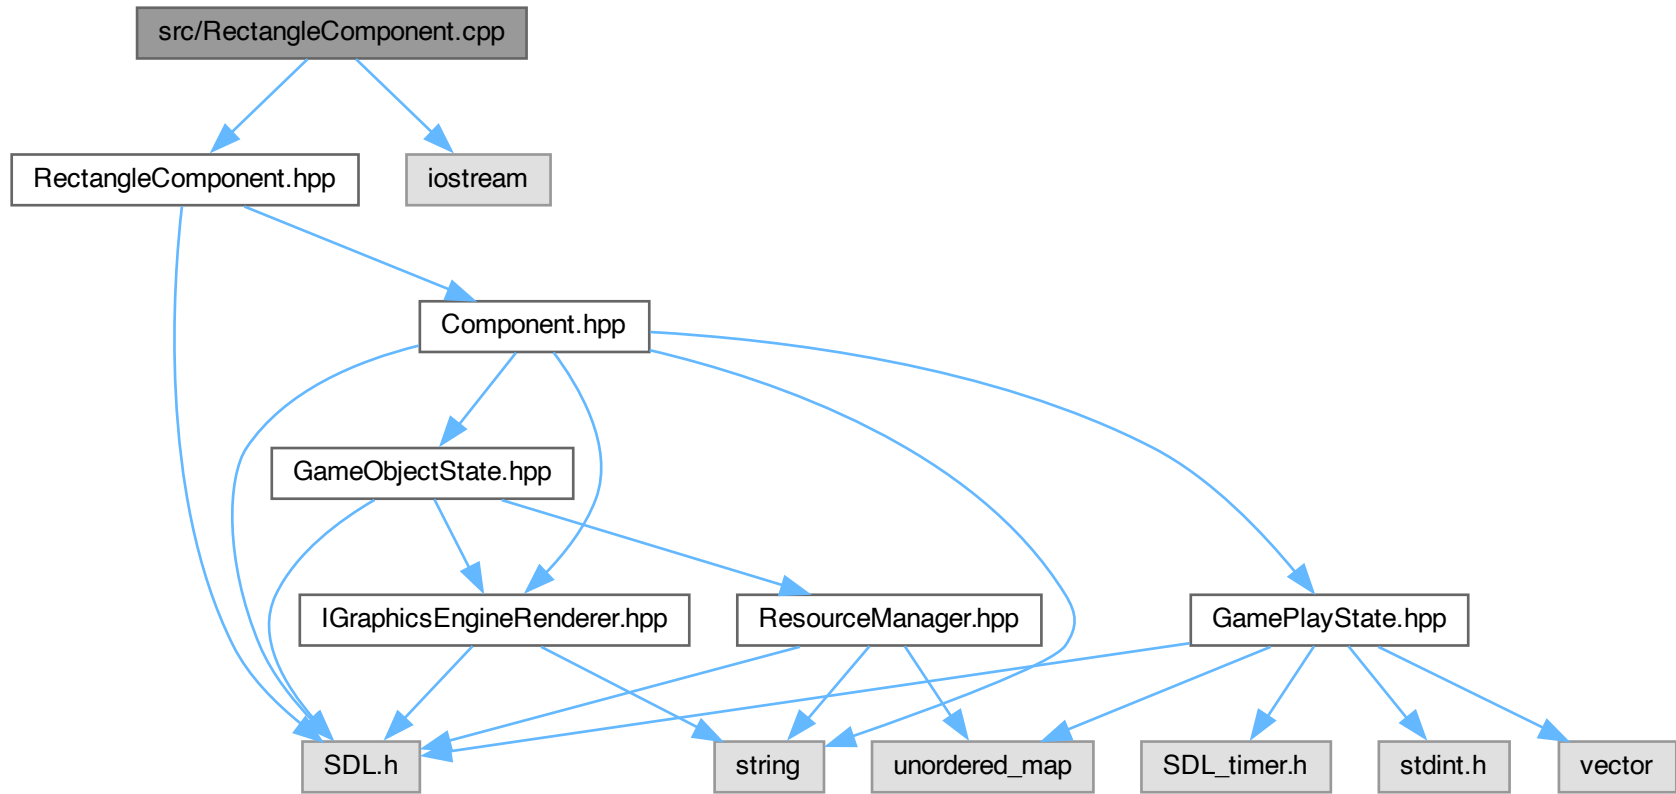 src/RectangleComponent.cpp
RectangleComponent.hpp
iostream
Component.hpp
GameObjectState.hpp
IGraphicsEngineRenderer.hpp
ResourceManager.hpp
GamePlayState.hpp
SDL.h
string
unordered_map
SDL_timer.h
stdint.h
vector